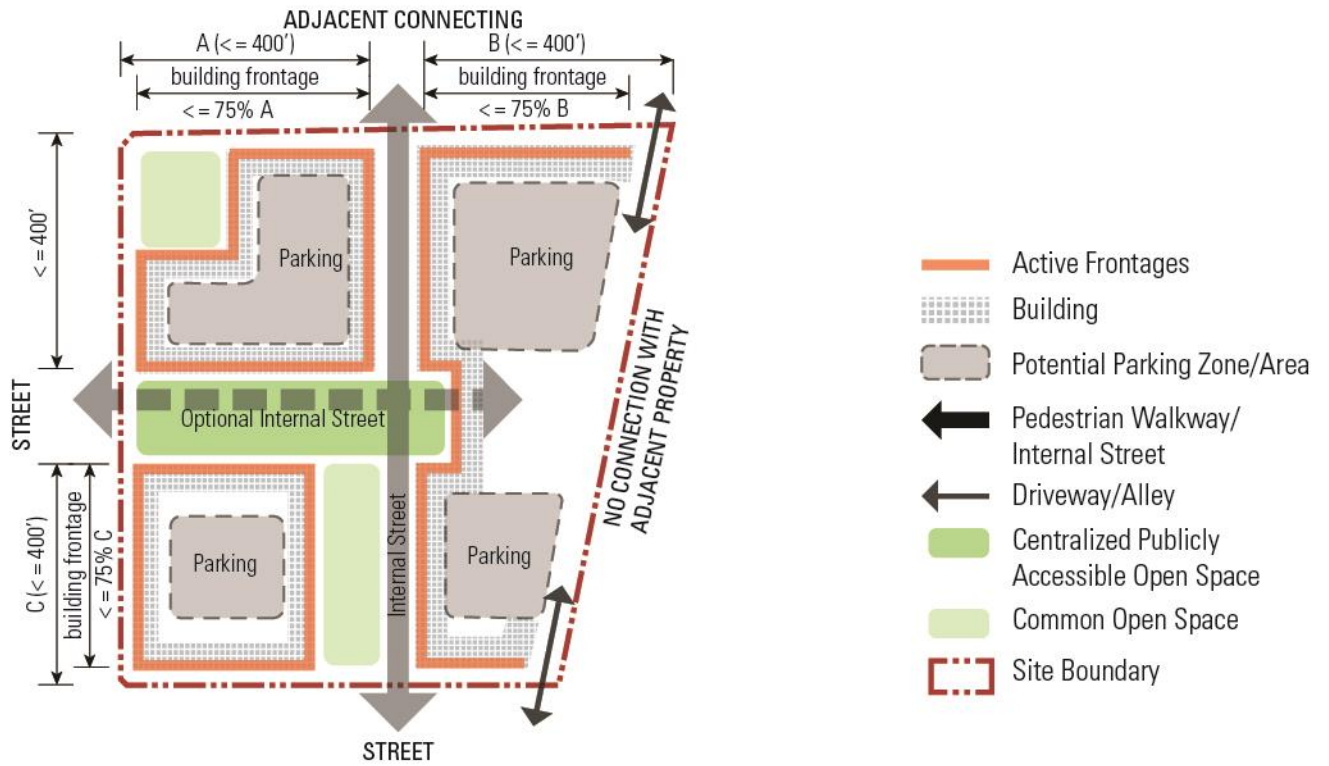 ADJACENT CONNECTING
A (< = 400')
B (< = 400')
building frontage
building frontage
< = 75% A
< = 75% B
< = 400'
Parking
Parking
STREET
Optional Internal Street
NO CONNECTION WITH
ADJACENT PROPERTY
C (< = 400')
building frontage
< = 75% C
Parking
Internal Street
Parking
STREET
Active Frontages
Building
Potential Parking Zone/Area
Pedestrian Walkway/
Internal Street
Driveway/Alley
Centralized Publicly
Accessible Open Space
Common Open Space
Site Boundary